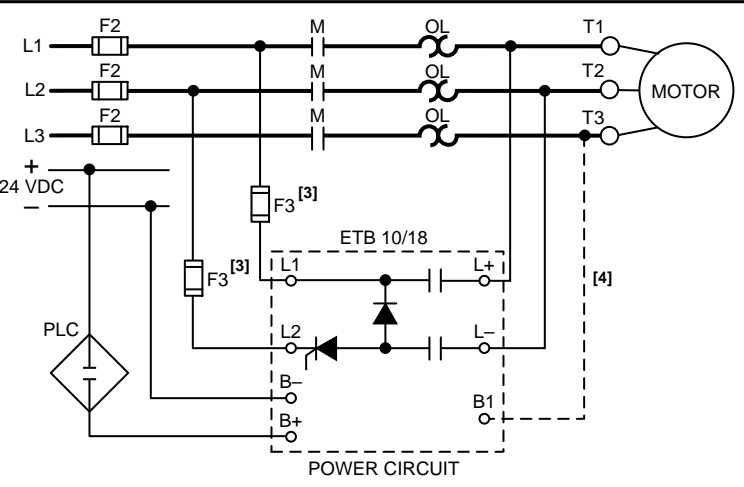 F2 M OL T1
L1
F2 M OL T2
L2 MOTOR
F2 M OL T3
L3
+
24 VDC
–
F3 [3]
ETB 10/18
F3 [3] L1 L+
[4]
PLC L2 L–
B–
B1
B+
POWER CIRCUIT